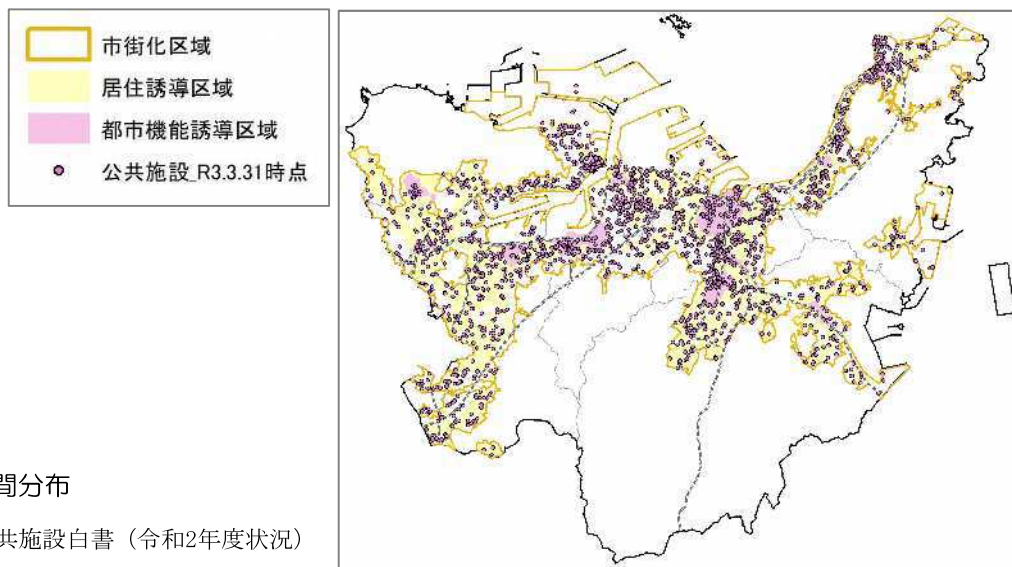 市街化区域
居住誘導区域
都市機能誘導区域
公共施設_R3.3.31時点
間分布
共施設白書（令和2年度状況）